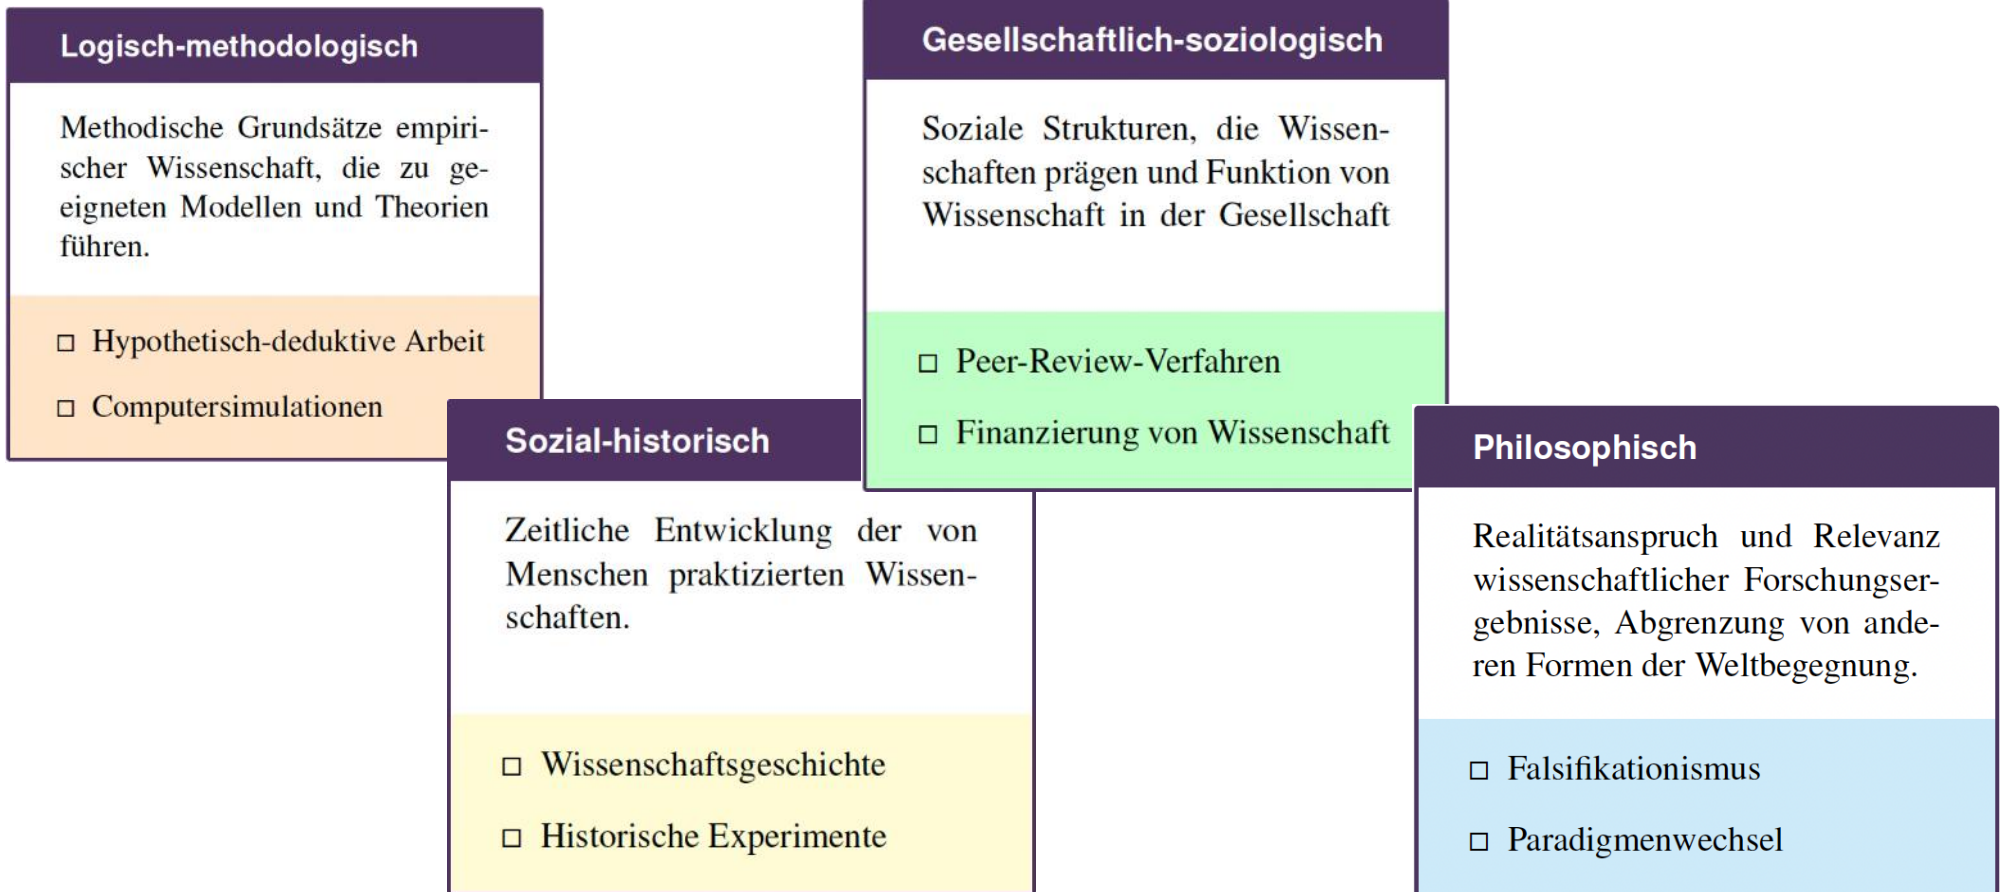 Logisch-methodologisch
Methodische Grundsätze empiri-
scher Wissenschaft, die zu ge-
eigneten Modellen und Theorien
führen.
□ Hypothetisch-deduktive Arbeit
□ Computersimulationen
Sozial-historisch
Zeitliche Entwicklung der von
Menschen praktizierten Wissen-
schaften.
□ Wissenschaftsgeschichte
□ Historische Experimente
Gesellschaftlich-soziologisch
Soziale Strukturen, die Wissen-
schaften prägen und Funktion von
Wissenschaft in der Gesellschaft
□ Peer-Review-Verfahren
□ Finanzierung von Wissenschaft
Philosophisch
Realitätsanspruch und Relevanz
wissenschaftlicher Forschungser-
gebnisse, Abgrenzung von ande-
ren Formen der Weltbegegnung.
□ Falsifikationismus
□ Paradigmenwechsel